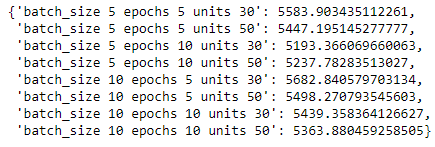 {'batch_size 5 epochs 5 units 30': 5583.903435112261,
'batch_size 5 epochs 5 units 50': 5447.195145277777,
'batch_size 5 epochs 10 units 30': 5193.366069660063,
'batch_size 5 epochs 10 units 50': 5237.78283513027,
'batch_size 10 epochs 5 units 30': 5682.840579703134,
'batch_size 10 epochs 5 units 50': 5498.270793545603,
'batch_size 10 epochs 10 units 30': 5439.358364126627,
'batch_size 10 epochs 10 units 50': 5363.880459258505}